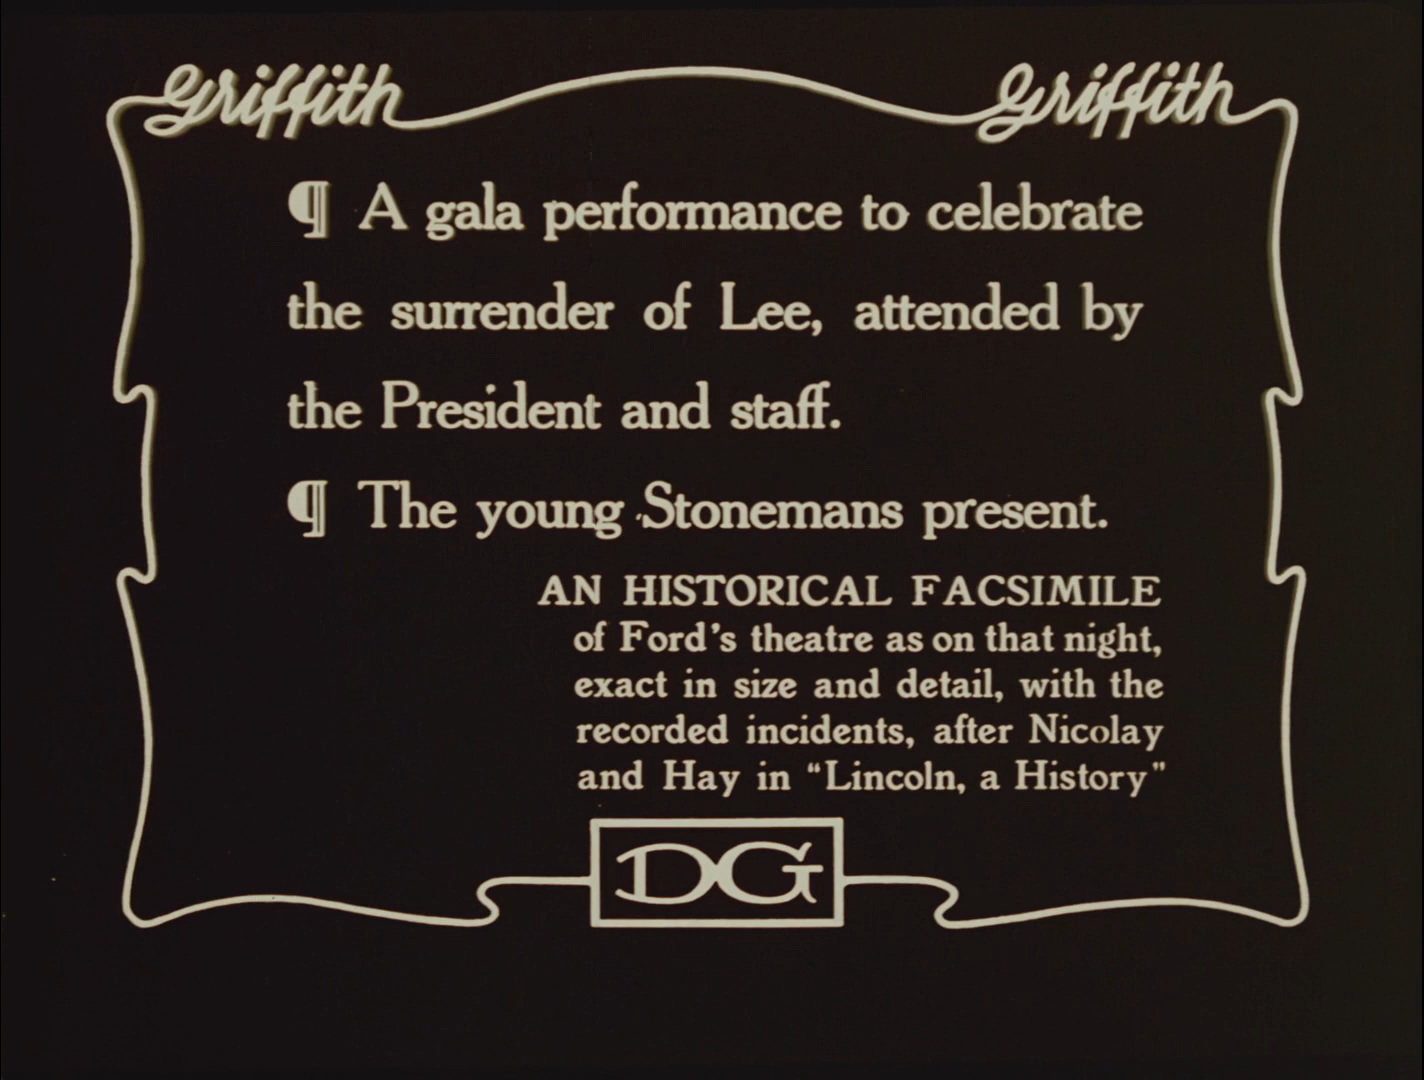 Griffith Griffith
¶ A gala performance to celebrate
the surrender of Lee, attended by
the President and staff.
¶ The young Stonemans present.
AN HISTORICAL FACSIMILE
of Ford's theatre as on that night,
exact in size and detail, with the
recorded incidents, after Nicolay
and Hay in "Lincoln, a History"
DG